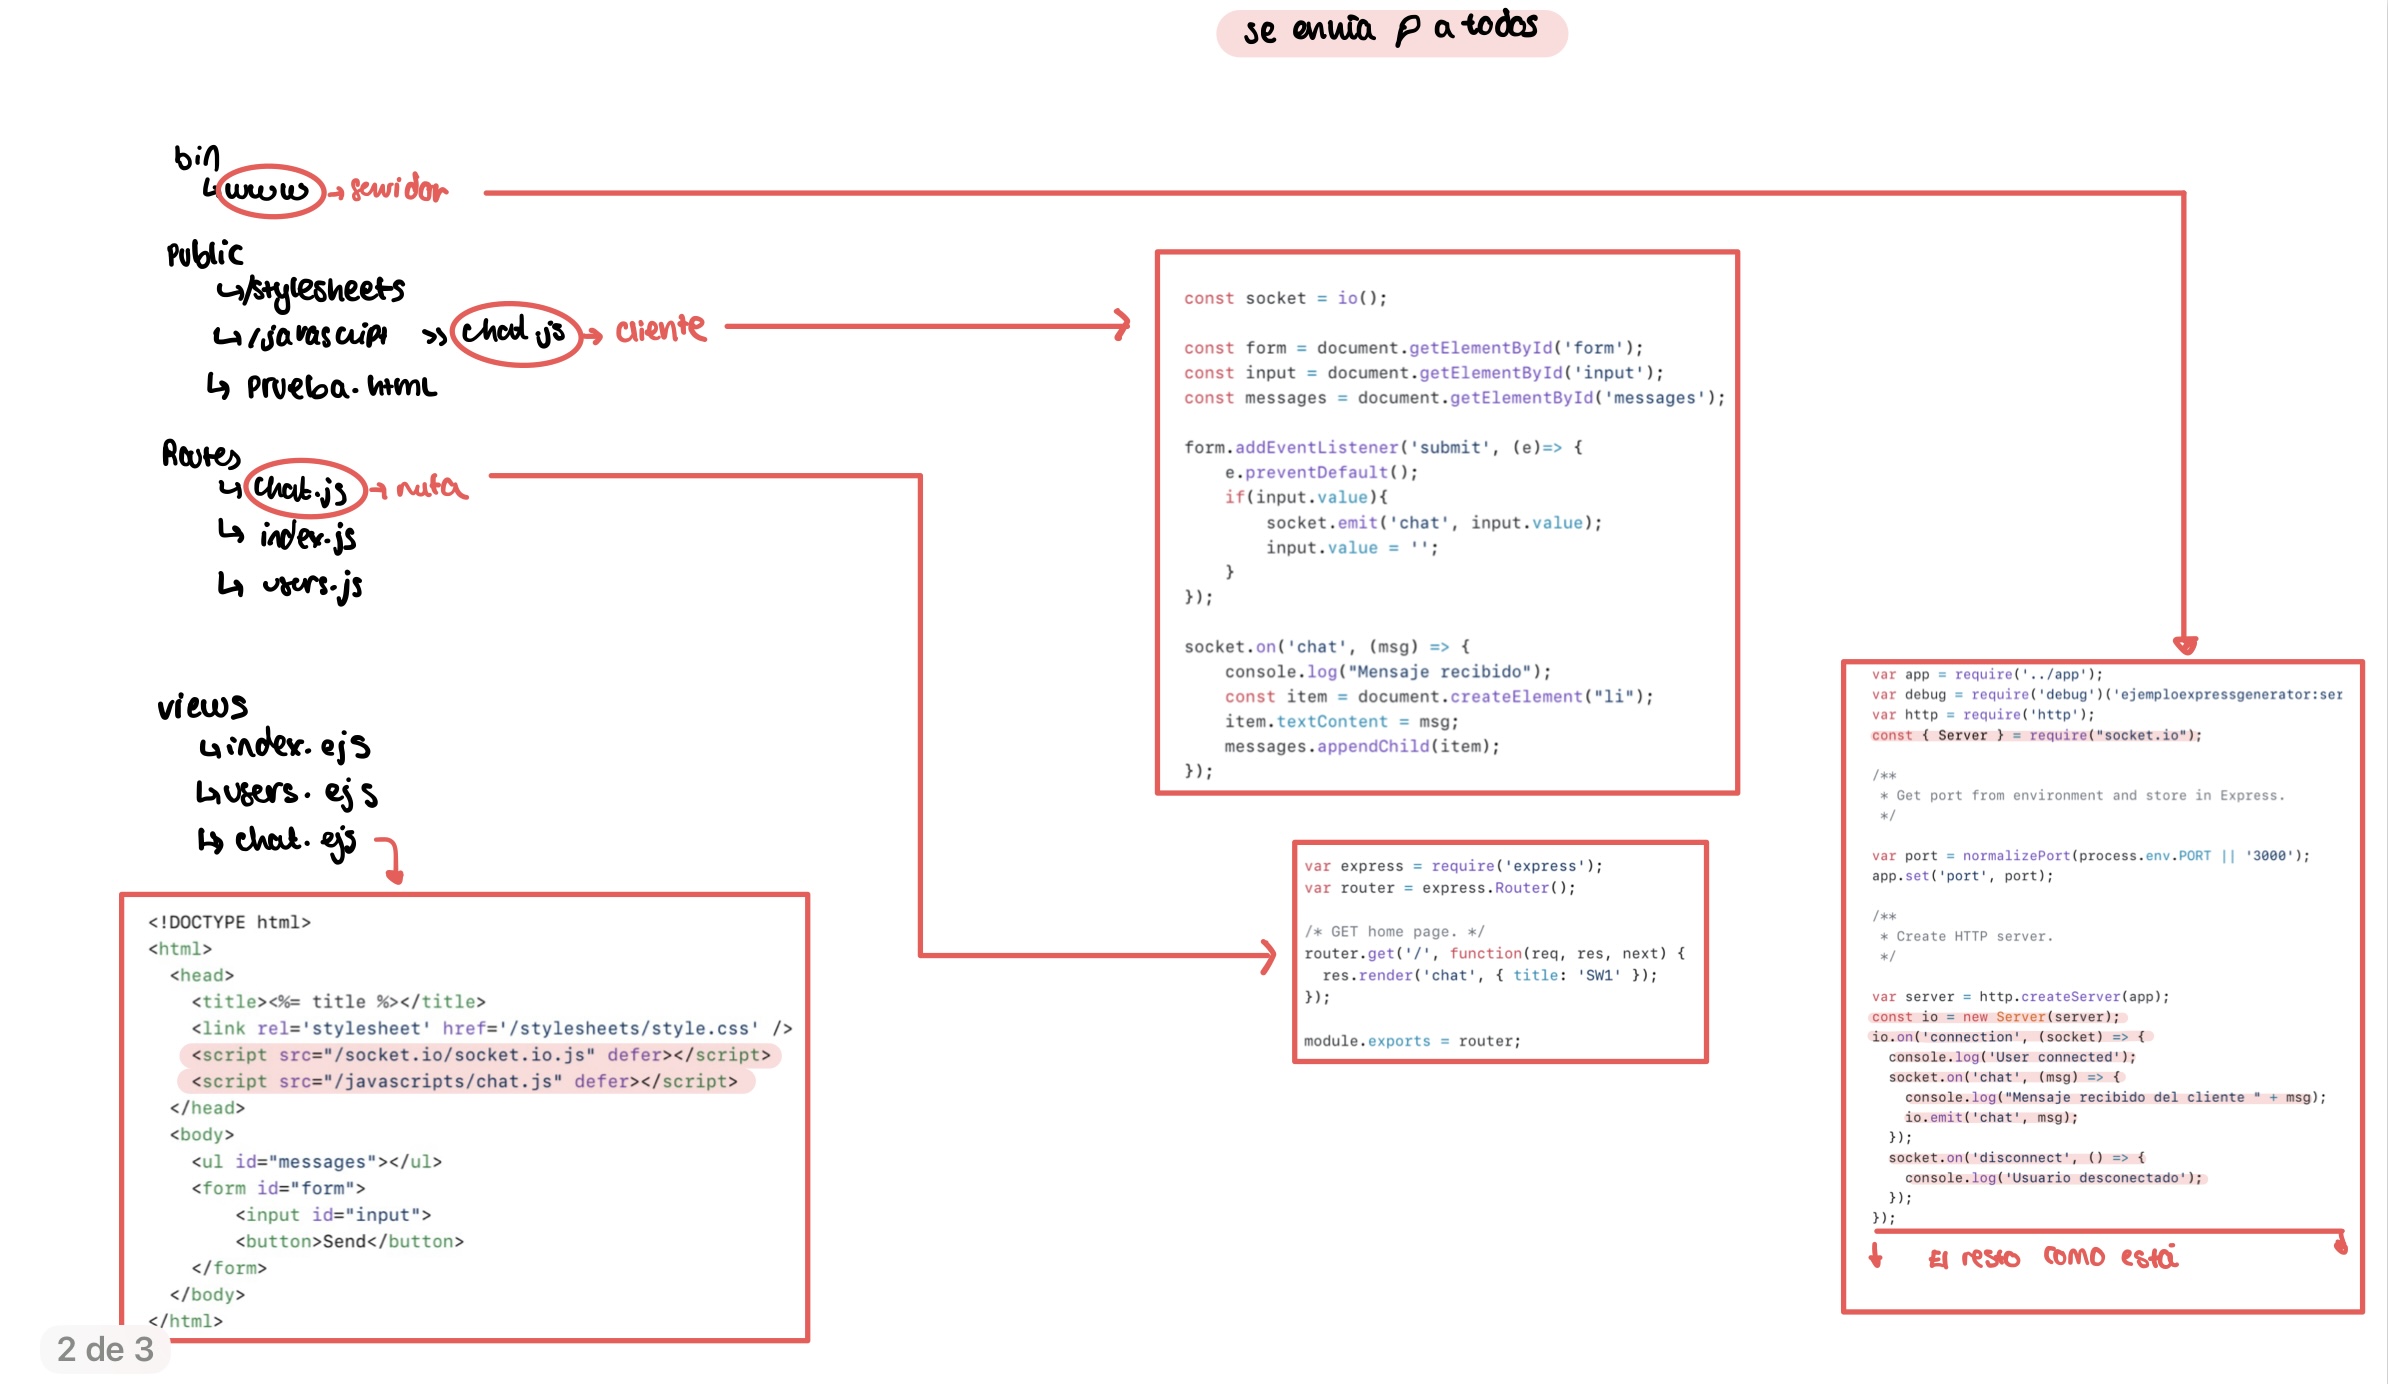 se envia a todos
bin
↳ www → servidor
Public
↳ /stylesheets
↳ /javascript >> chat.js → cliente
↳ prueba.html
Routes
↳ chat.js → ruta
↳ index.js
↳ users.js
views
↳ index.ejs
↳ users.ejs
↳ chat.ejs
<!DOCTYPE html>
<html>
<head>
<title><%= title %></title>
<link rel='stylesheet' href='/stylesheets/style.css' />
<script src="/socket.io/socket.io.js" defer></script>
<script src="/javascripts/chat.js" defer></script>
</head>
<body>
<ul id="messages"></ul>
<form id="form">
<input id="input">
<button>Send</button>
</form>
</body>
</html>
const socket = io();
const form = document.getElementById('form');
const input = document.getElementById('input');
const messages = document.getElementById('messages');
form.addEventListener('submit', (e)=> {
e.preventDefault();
if(input.value){
socket.emit('chat', input.value);
input.value = '';
}
});
socket.on('chat', (msg) => {
console.log("Mensaje recibido");
const item = document.createElement("li");
item.textContent = msg;
messages.appendChild(item);
});
var express = require('express');
var router = express.Router();
/* GET home page. */
router.get('/', function(req, res, next) {
res.render('chat', { title: 'SW1' });
});
module.exports = router;
var app = require('../app');
var debug = require('debug')('ejemploexpressgenerator:ser
var http = require('http');
const { Server } = require("socket.io");
/**
* Get port from environment and store in Express.
*/
var port = normalizePort(process.env.PORT || '3000');
app.set('port', port);
/**
* Create HTTP server.
*/
var server = http.createServer(app);
const io = new Server(server);
io.on('connection', (socket) => {
console.log('User connected');
socket.on('chat', (msg) => {
console.log("Mensaje recibido del cliente " + msg);
io.emit('chat', msg);
});
socket.on('disconnect', () => {
console.log('Usuario desconectado');
});
});
El resto como está
2 de 3